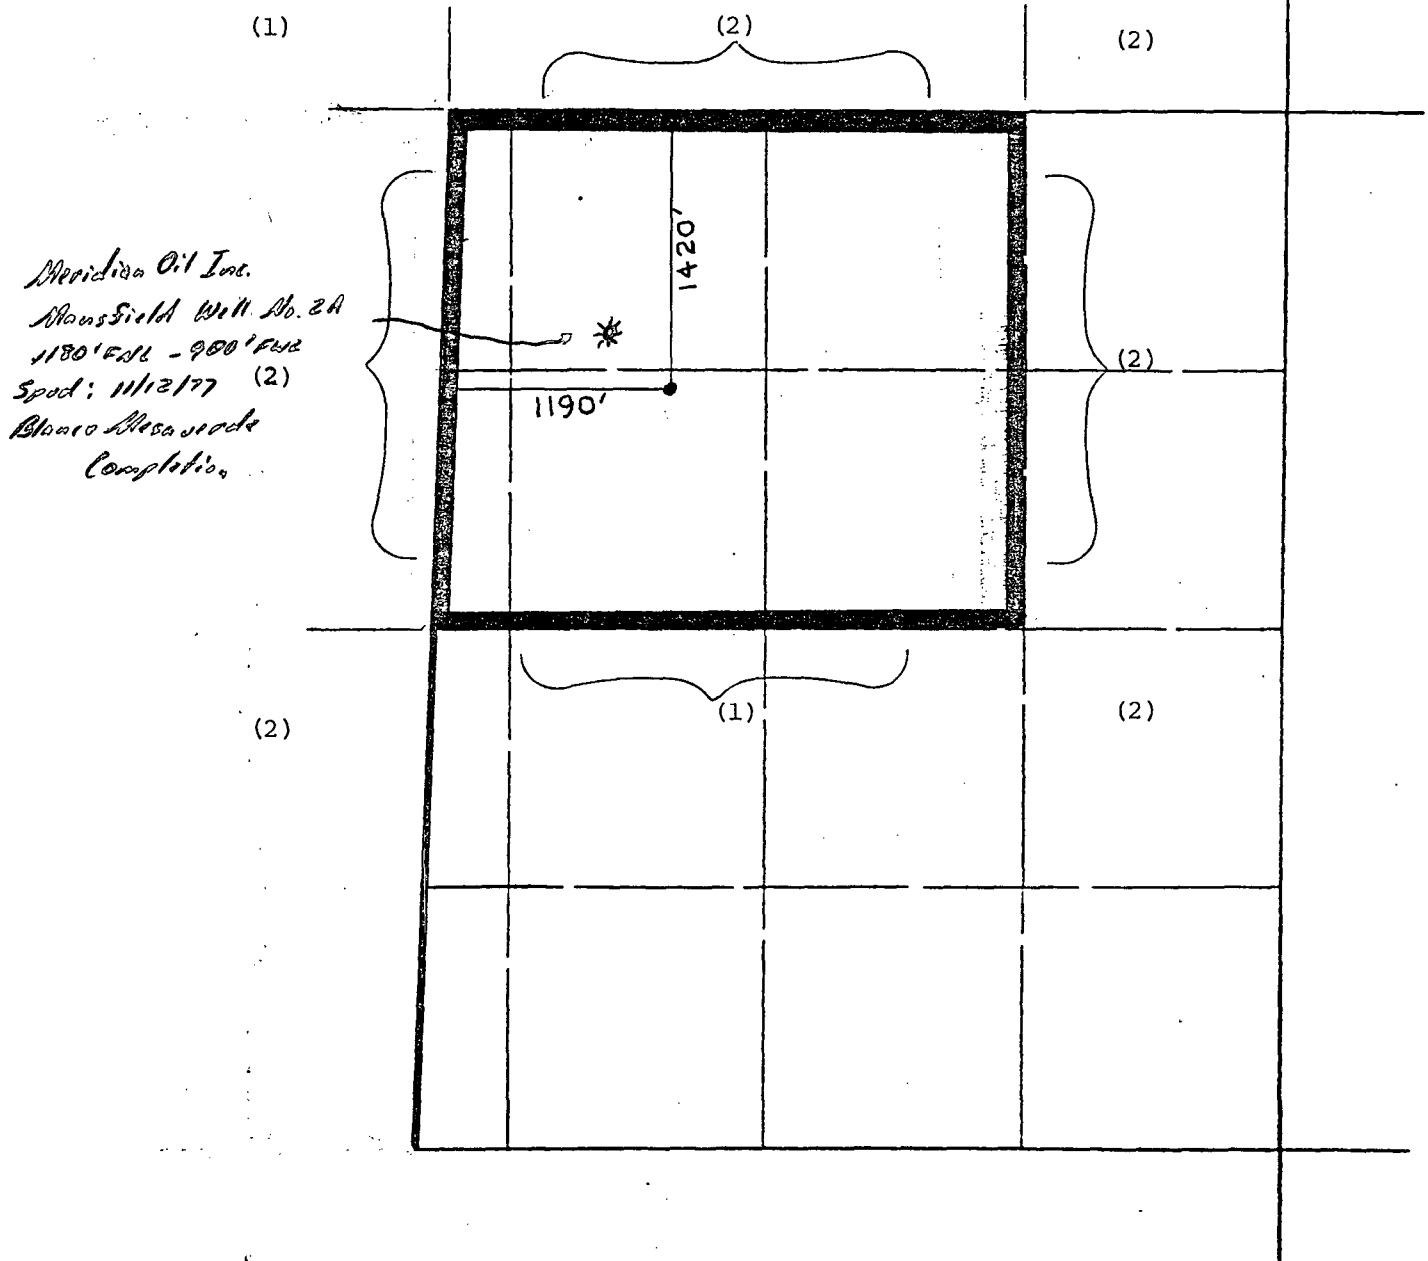 (1)
(2)
(2)
1420'
Meridian Oil Inc.
Mansfield Well No. 2A
1180' FNL - 900' FWL
Spud: 11/12/77
(2)
Blanco Mesaverde
Completion
(2)
1190'
(2)
(1)
(2)